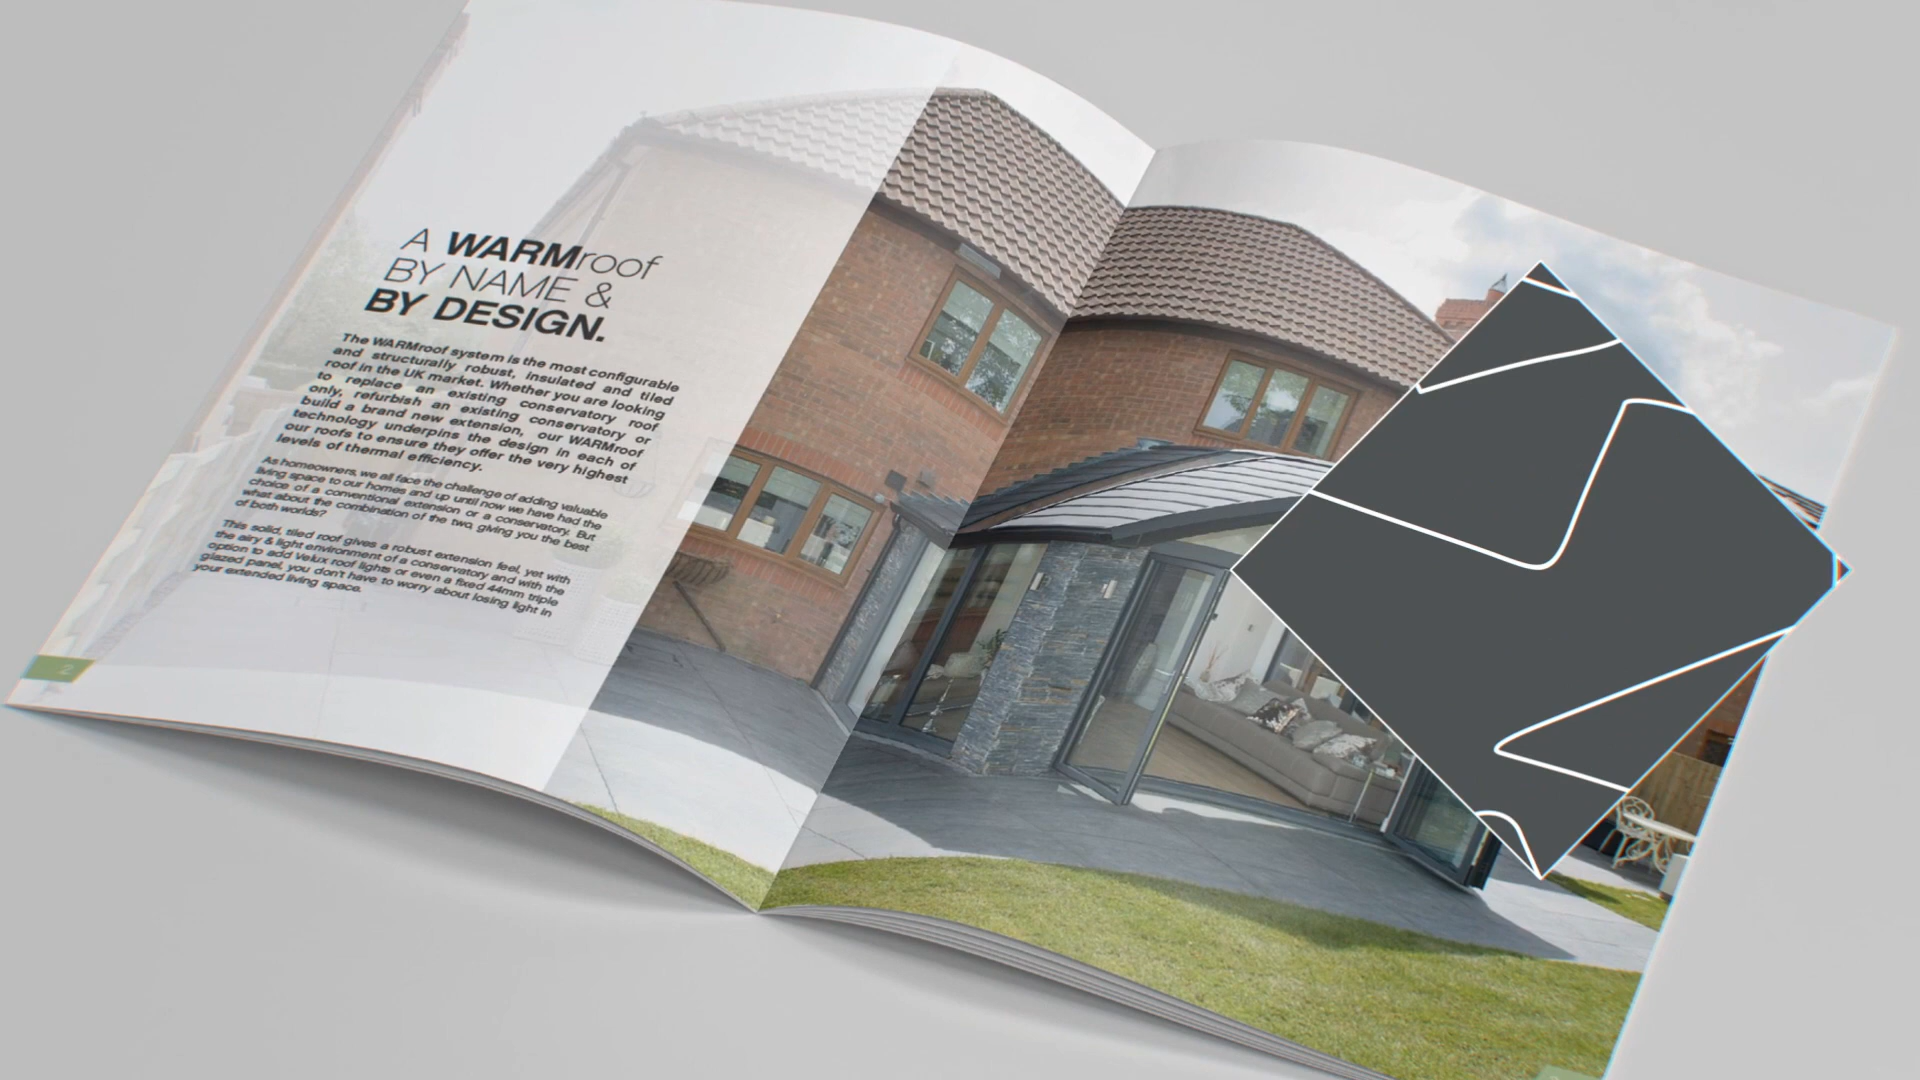 A WARMroof
BY NAME &
BY DESIGN.
The WARMroof system is the most configurable
and structurally robust, insulated and tiled
roof in the UK market. Whether you are looking
to replace an existing conservatory roof
only, refurbish an existing conservatory or
build a brand new extension, our WARMroof
technology underpins the design in each of
our roofs to ensure they offer the very highest
levels of thermal efficiency.
As homeowners, we all face the challenge of adding valuable
living space to our homes and up until now we have had the
choice of a conventional extension or a conservatory. But
what about the combination of the two, giving you the best
of both worlds?
This solid, tiled roof gives a robust extension feel, yet with
the airy & light environment of a conservatory and with the
option to add Velux roof lights or even a fixed 44mm triple
glazed panel, you don't have to worry about losing light in
your extended living space.
2